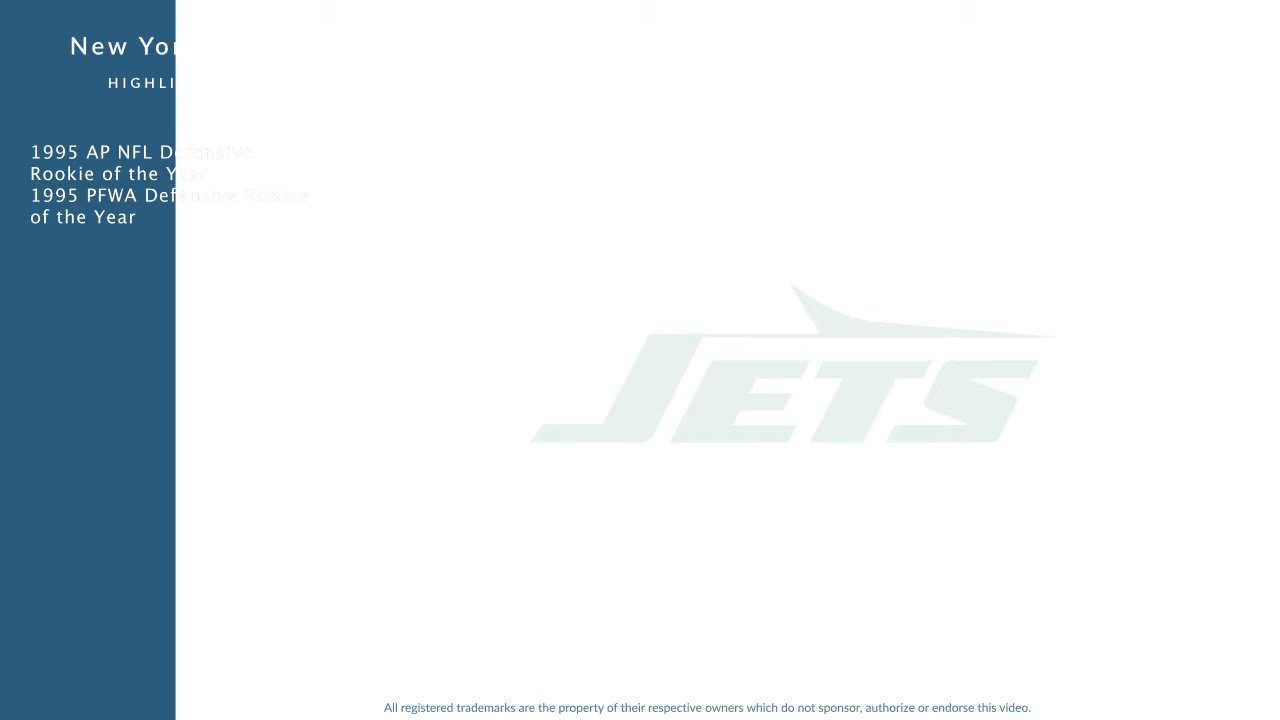 New Yor
HIGHLI
1995 AP NFL Defensive
Rookie of the Year
1995 PFWA Defensive Rookie
of the Year
JETS
All registered trademarks are the property of their respective owners which do not sponsor, authorize or endorse this video.